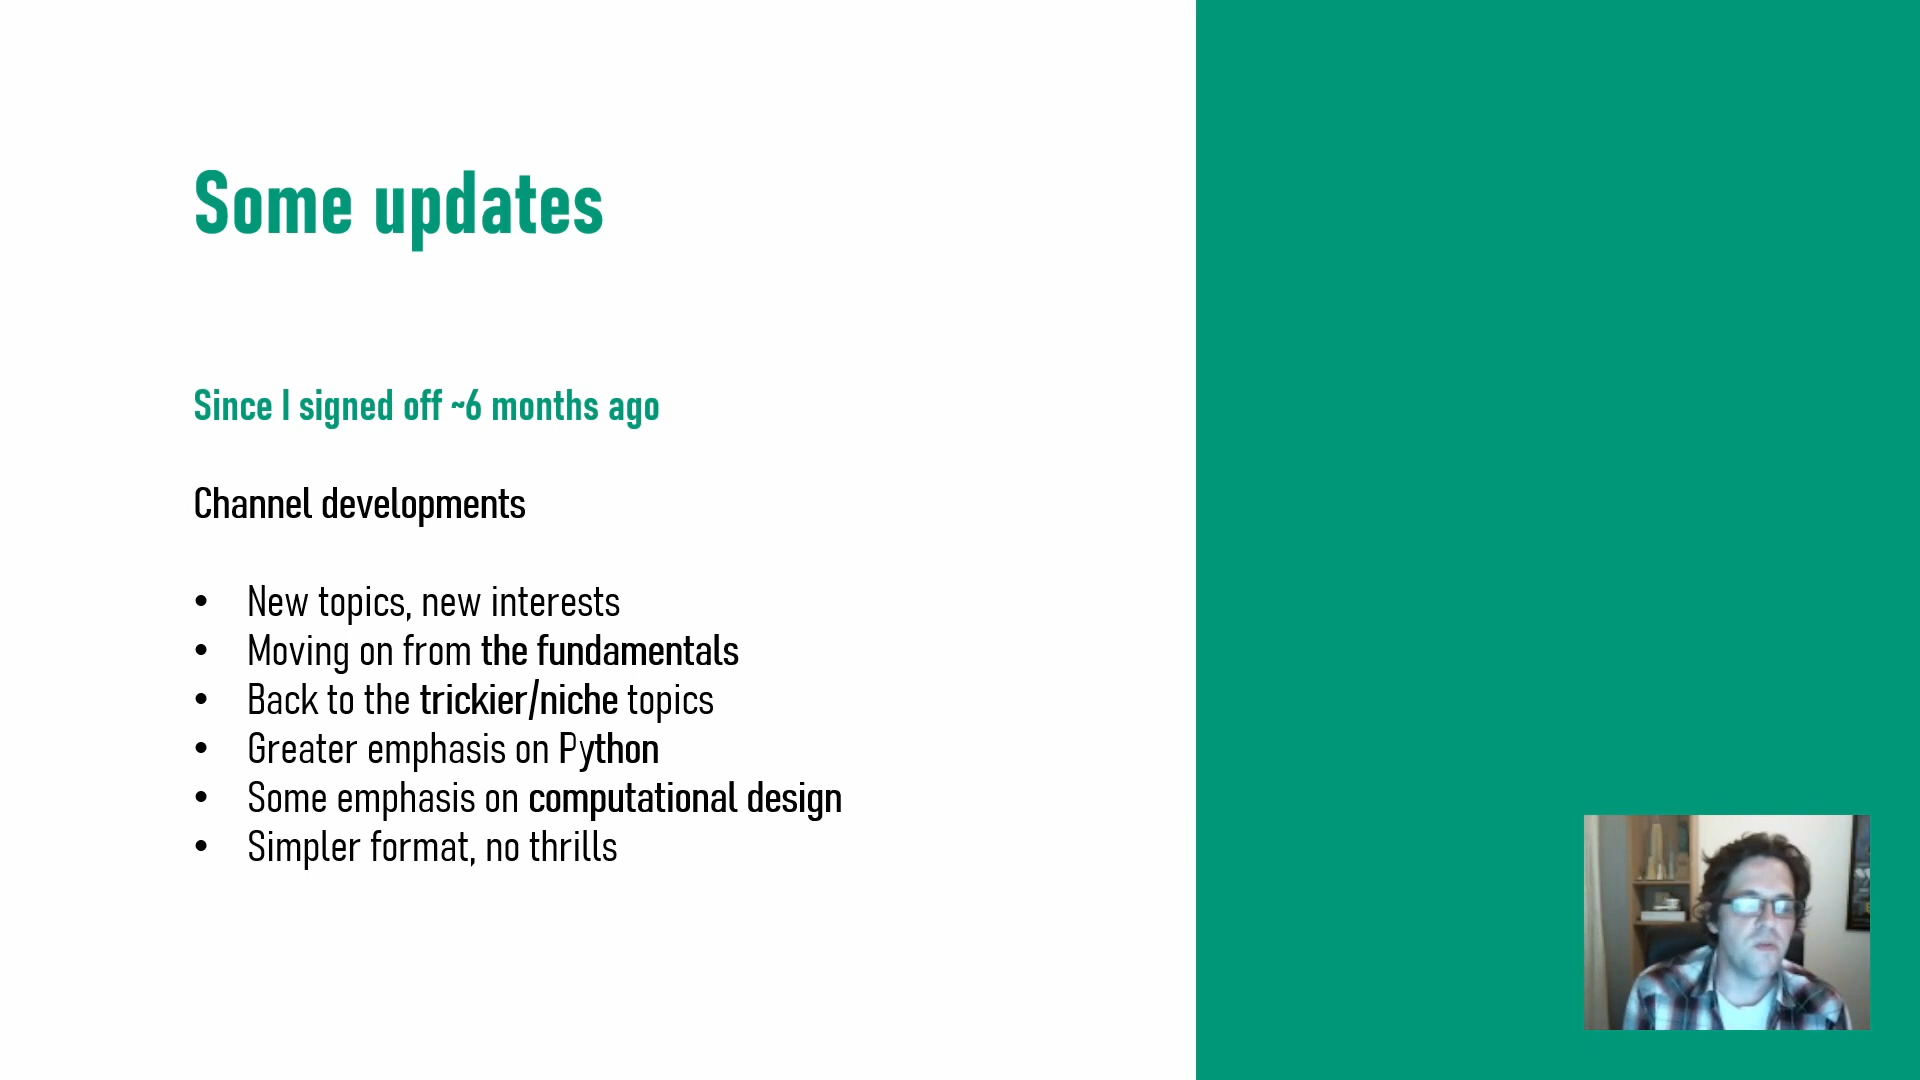 Some updates
Since I signed off ~6 months ago
Channel developments
• New topics, new interests
• Moving on from the fundamentals
• Back to the trickier/niche topics
• Greater emphasis on Python
• Some emphasis on computational design
• Simpler format, no thrills